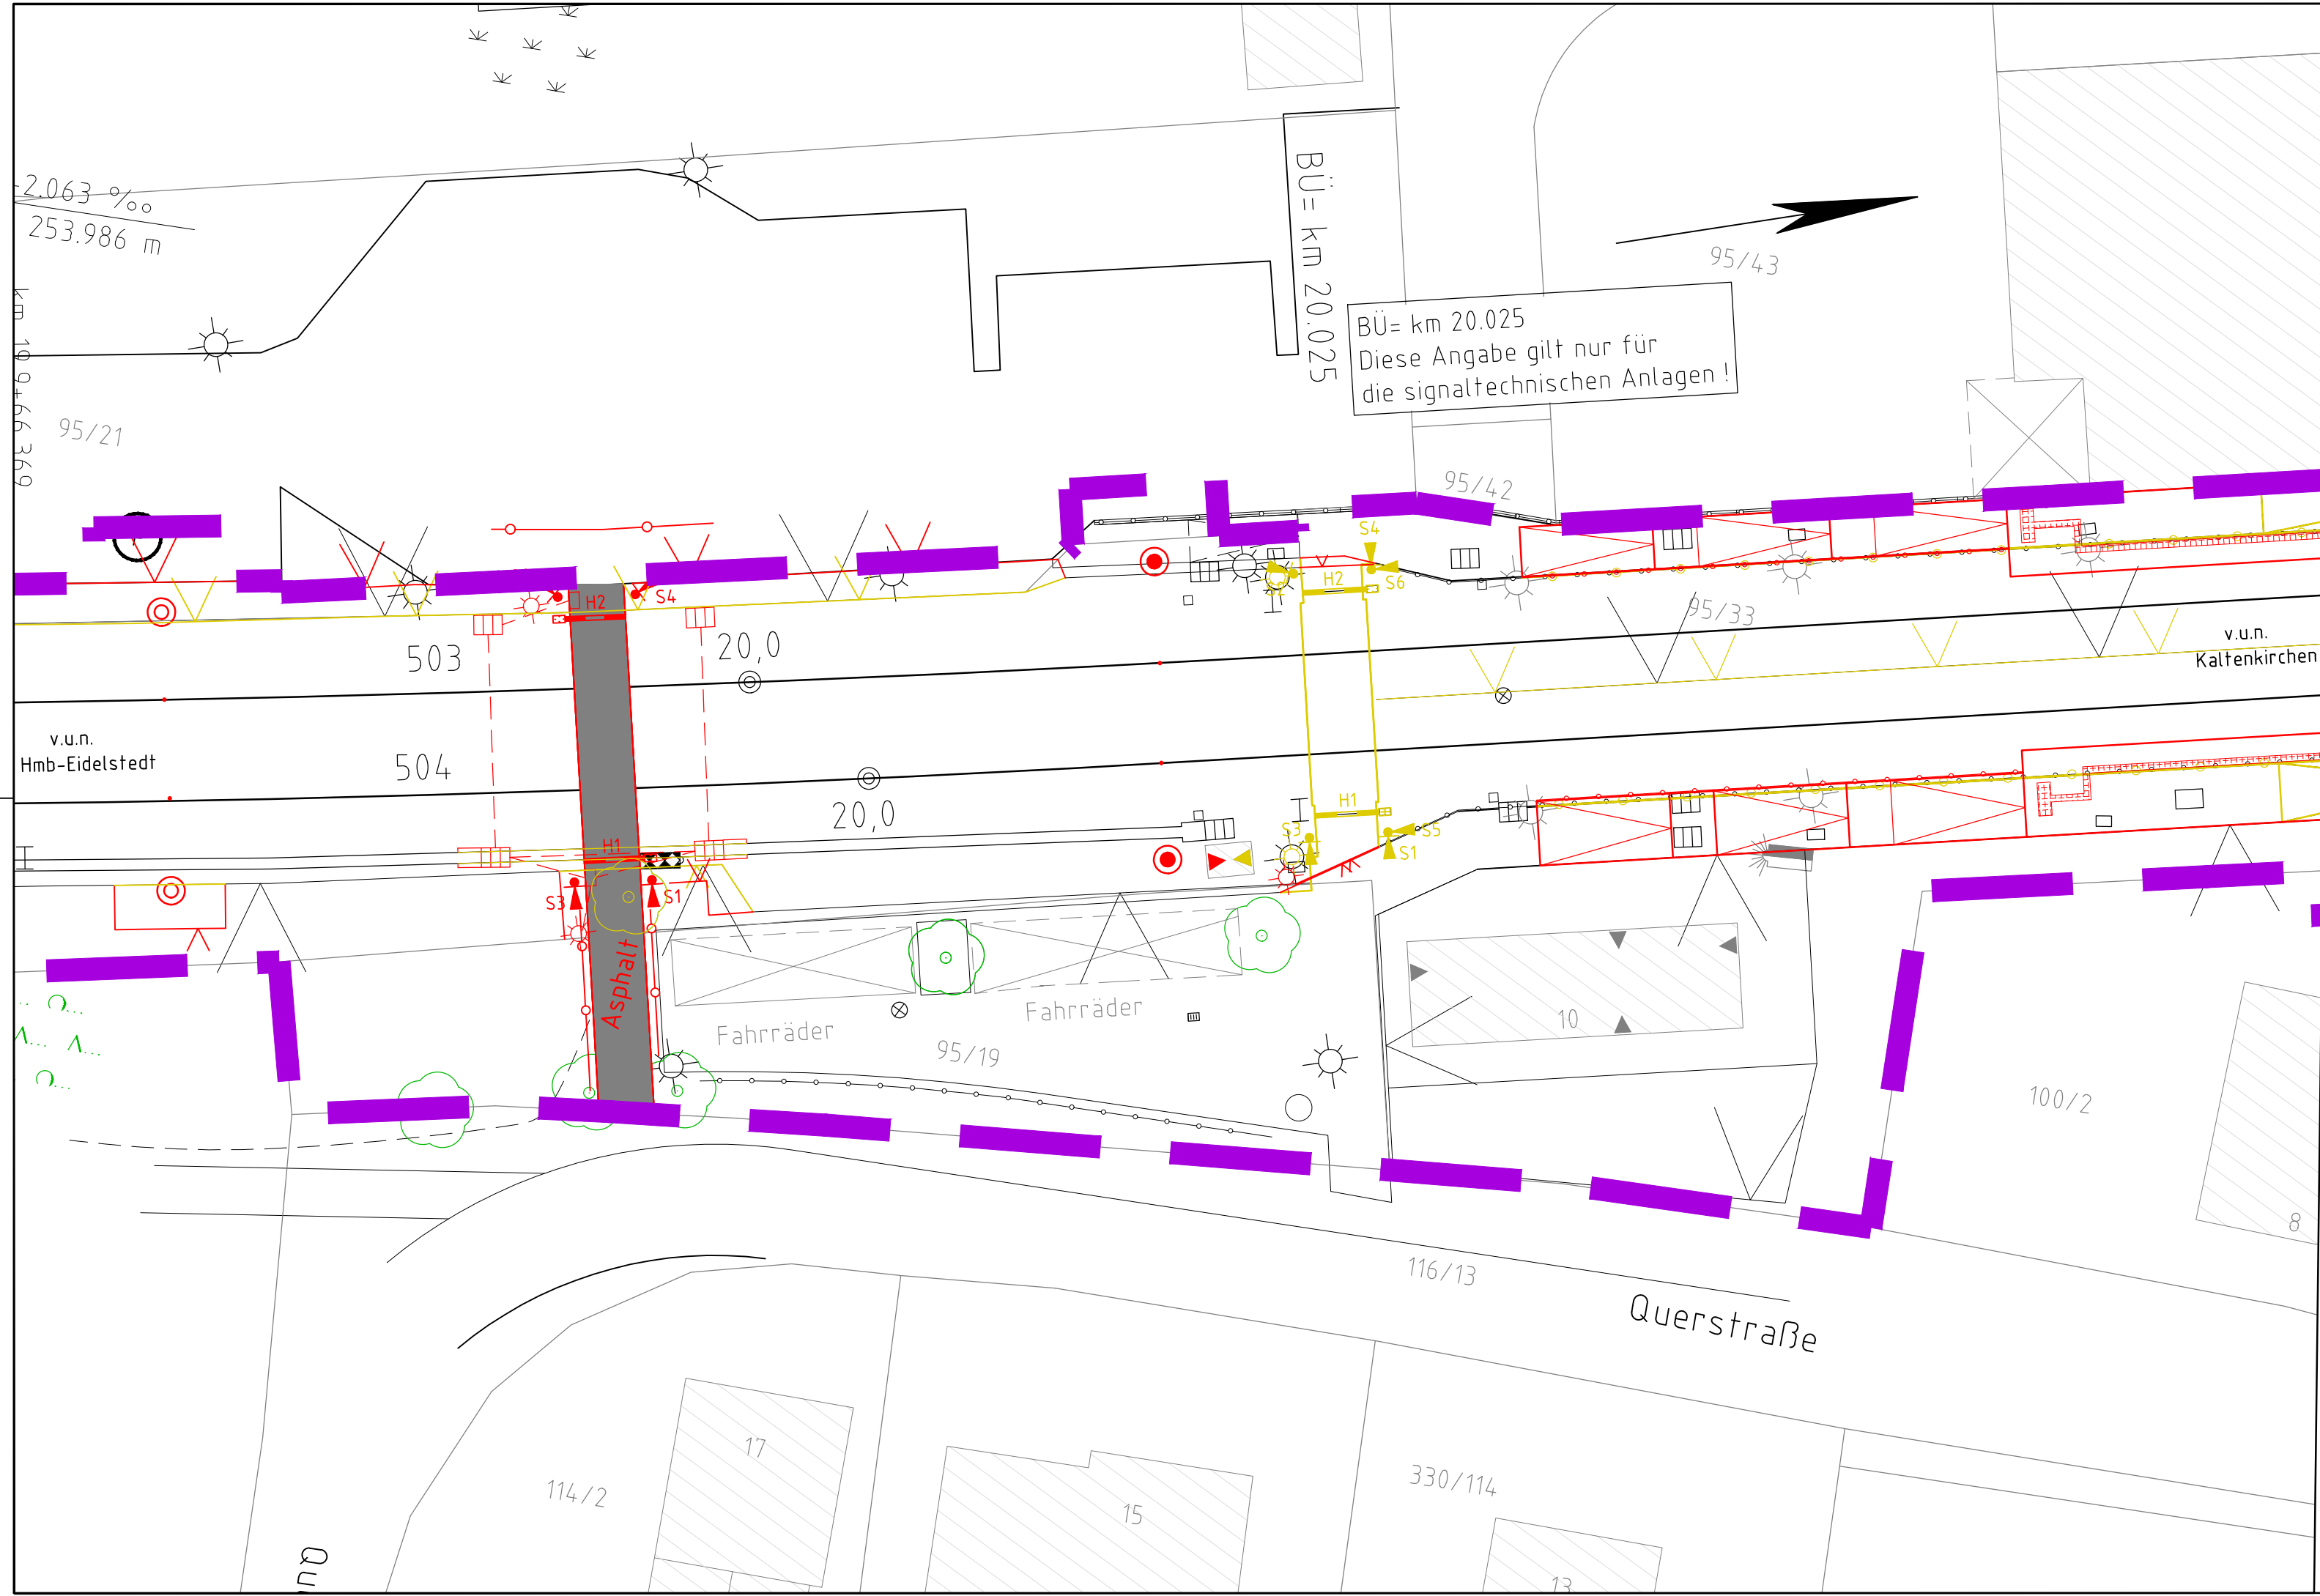 -2.063 ‰
253.986 m
km 19.9+66.369
95/21
BÜ= km 20.025
BÜ= km 20.025
Diese Angabe gilt nur für
die signaltechnischen Anlagen !
95/43
95/42
95/33
S4
S6
S2
H2
H2
S4
503
20,0
v.u.n.
Kaltenkirchen
v.u.n.
Hmb-Eidelstedt
504
20,0
H1
S3
S5
S1
H1
S3
S1
Asphalt
Fahrräder
Fahrräder
95/19
10
100/2
8
116/13
Querstraße
17
114/2
15
330/114
13